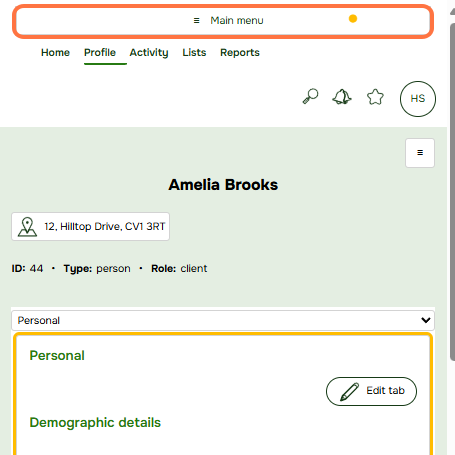 ≡ Main menu
Home Profile Activity Lists Reports
HS
≡
Amelia Brooks
12, Hilltop Drive, CV1 3RT
ID: 44 • Type: person • Role: client
Personal
Personal
Edit tab
Demographic details